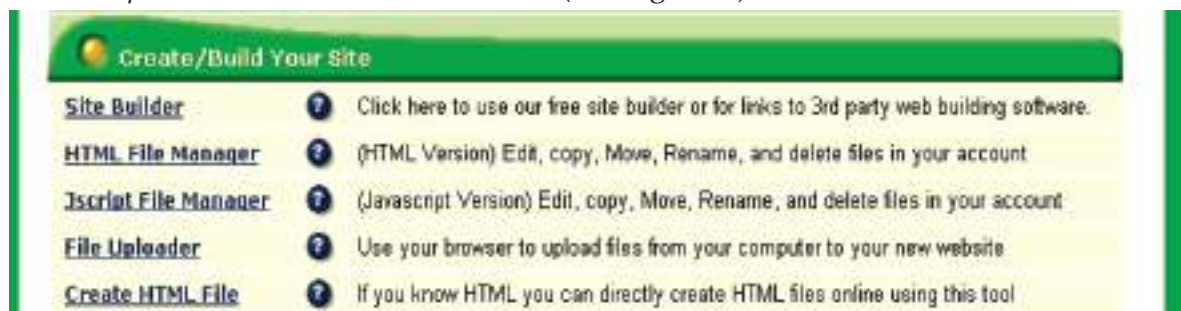 Create/Build Your Site
Site Builder ? Click here to use our free site builder or for links to 3rd party web building software.
HTML File Manager ? (HTML Version) Edit, copy, Move, Rename, and delete files in your account
Jscript File Manager ? (Javascript Version) Edit, copy, Move, Rename, and delete files in your account
File Uploader ? Use your browser to upload files from your computer to your new website
Create HTML File ? If you know HTML you can directly create HTML files online using this tool